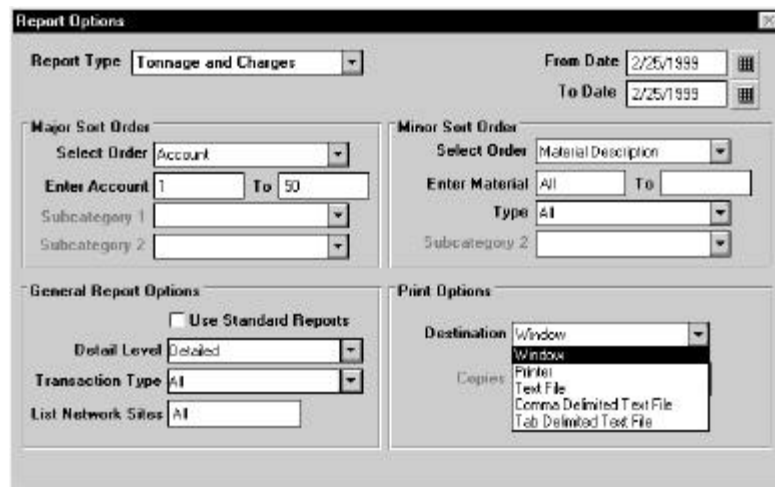 Report Options
Report Type Tonnage and Charges
From Date 2/25/1999
To Date 2/25/1999
Major Sort Order
Select Order Account
Enter Account 1 To 50
Subcategory 1
Subcategory 2
Minor Sort Order
Select Order Material Description
Enter Material All To
Type All
Subcategory 2
General Report Options
Use Standard Reports
Detail Level Detailed
Transaction Type All
List Network Sites All
Print Options
Destination Window
Window
Printer
Text File
Comma Delimited Text File
Tab Delimited Text File
Copies